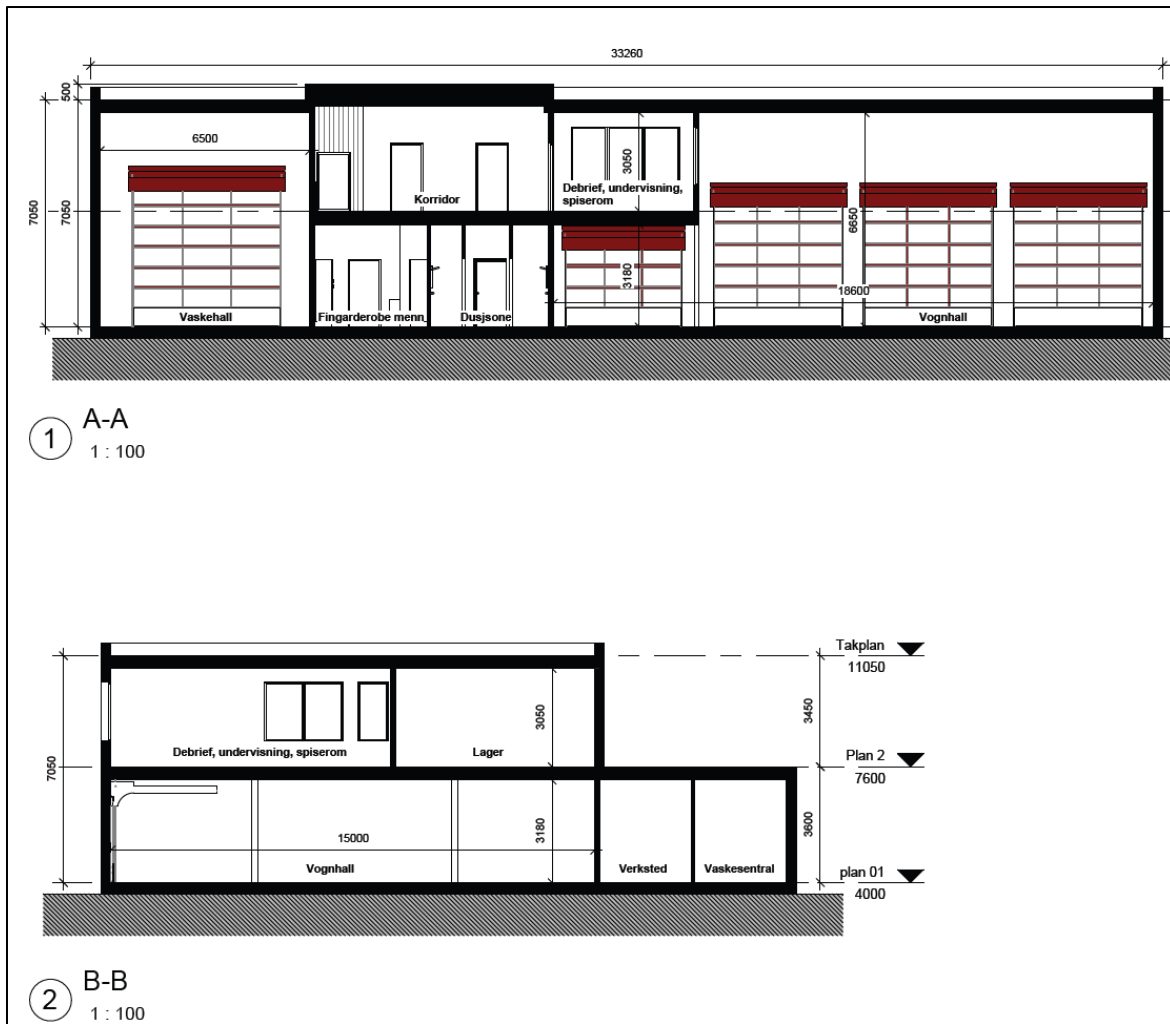 33260
500
6500
7050
7050
3050
6650
Korridor
Debrief, undervisning,
spiserom
3180
18600
Vaskehall
Fingarderobe menn
Dusjsone
Vognhall
1
A-A
1 : 100
Takplan
11050
3450
3050
7050
Debrief, undervisning, spiserom
Lager
Plan 2
7600
3180
3600
15000
Vognhall
Verksted
Vaskesentral
plan 01
4000
2
B-B
1 : 100